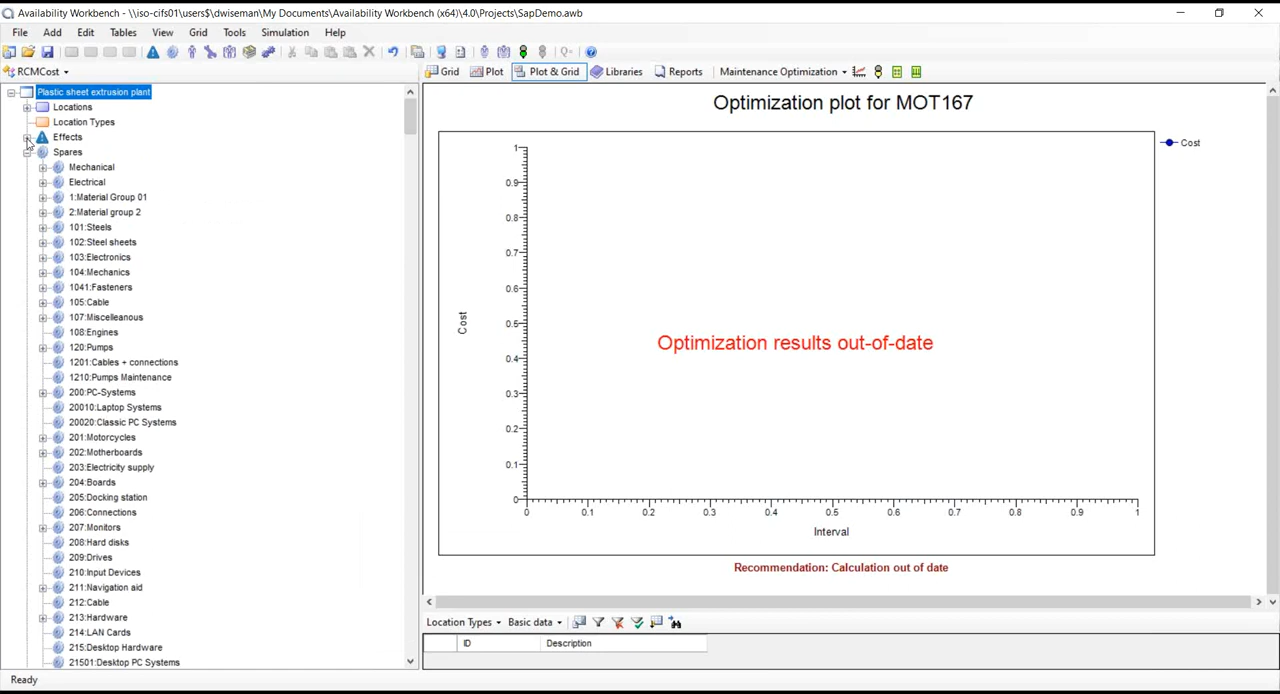 Availability Workbench - \\iso-cifs01\users$\dwiseman\My Documents\Availability Workbench (x64)\4.0\Projects\SapDemo.awb
File Add Edit Tables View Grid Tools Simulation Help
RCMCost
Grid Plot Plot & Grid Libraries Reports Maintenance Optimization
Plastic sheet extrusion plant
Locations
Location Types
Effects
Spares
Mechanical
Electrical
1:Material Group 01
2:Material group 2
101:Steels
102:Steel sheets
103:Electronics
104:Mechanics
1041:Fasteners
105:Cable
107:Miscelleanous
108:Engines
120:Pumps
1201:Cables + connections
1210:Pumps Maintenance
200:PC-Systems
20010:Laptop Systems
20020:Classic PC Systems
201:Motorcycles
202:Motherboards
203:Electricity supply
204:Boards
205:Docking station
206:Connections
207:Monitors
208:Hard disks
209:Drives
210:Input Devices
211:Navigation aid
212:Cable
213:Hardware
214:LAN Cards
215:Desktop Hardware
21501:Desktop PC Systems
Optimization plot for MOT167
Cost
1
0.9
0.8
0.7
0.6
0.5
0.4
0.3
0.2
0.1
0
Cost
Optimization results out-of-date
0 0.1 0.2 0.3 0.4 0.5 0.6 0.7 0.8 0.9 1
Interval
Recommendation: Calculation out of date
Location Types Basic data
ID Description
Ready